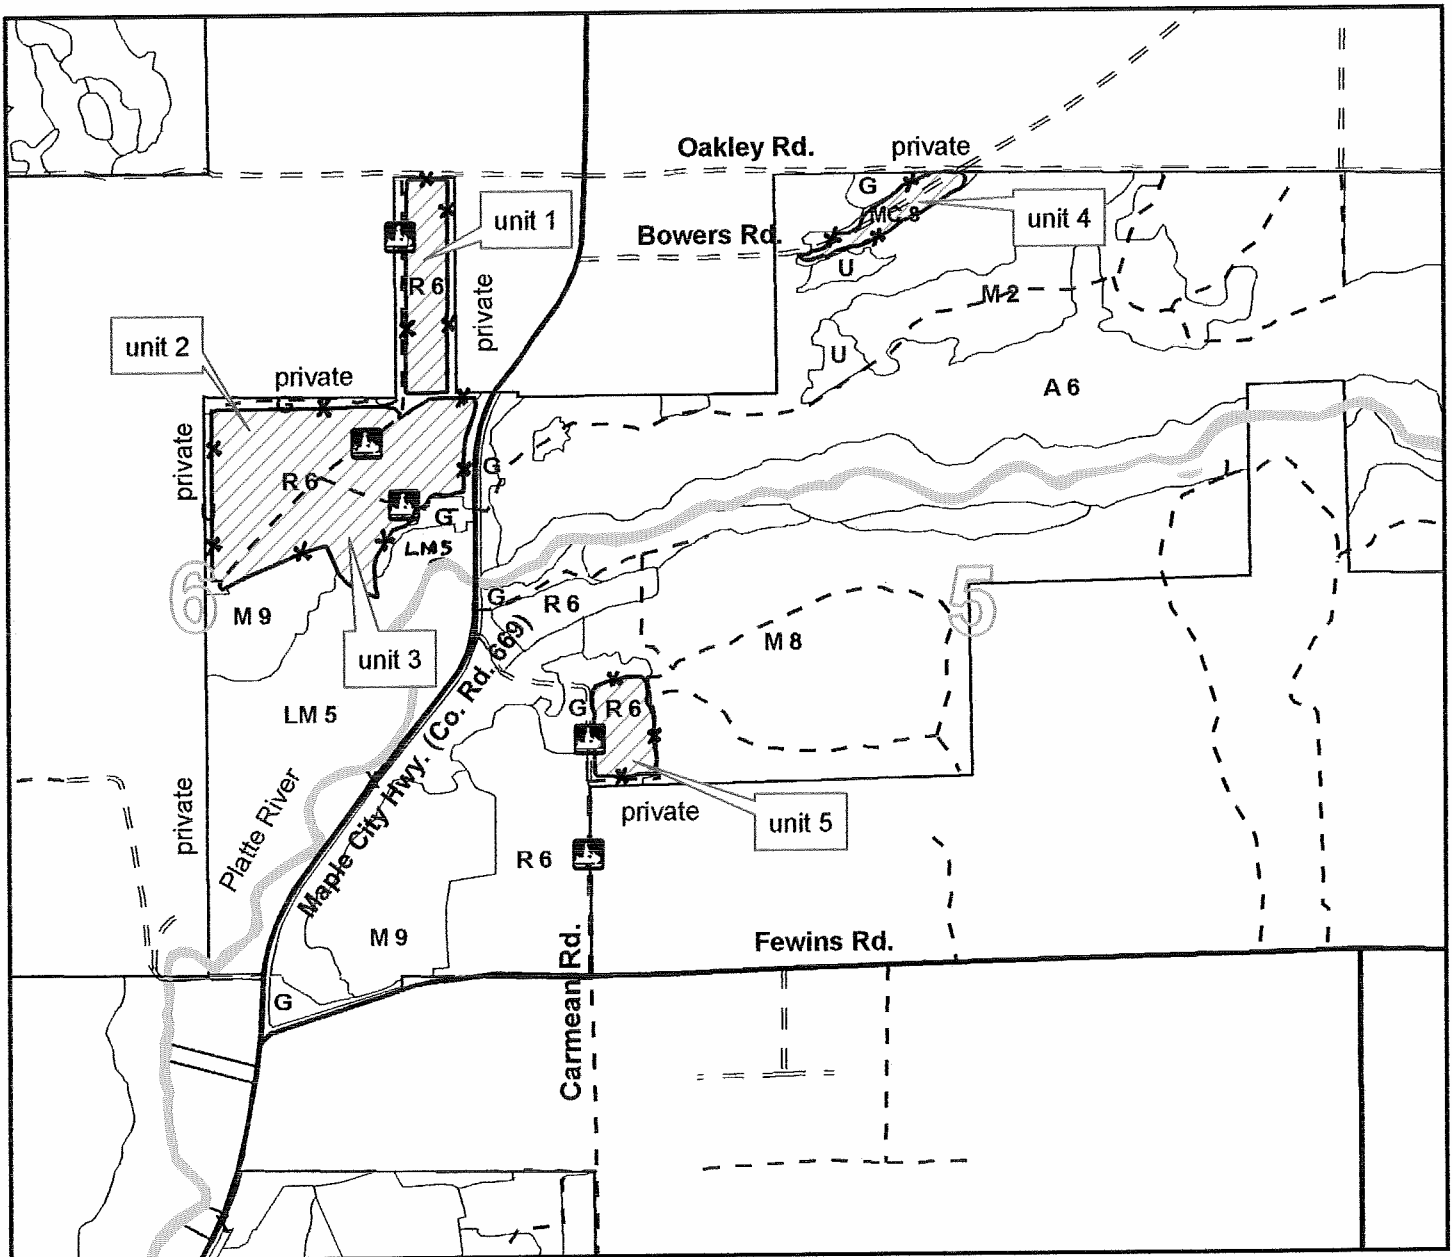 Oakley Rd.
private
G
unit 1
MC 8
unit 4
Bowers Rd.
U
R 6
M 2
private
unit 2
private
U
A 6
G
private
R 6
G
G
LM5
6
M 9
G
R 6
5
M 8
unit 3
LM 5
G
R 6
Maple City Hwy. (Co. Rd. 669)
Platte River
private
private
unit 5
R 6
M 9
Fewins Rd.
Carmean Rd.
G